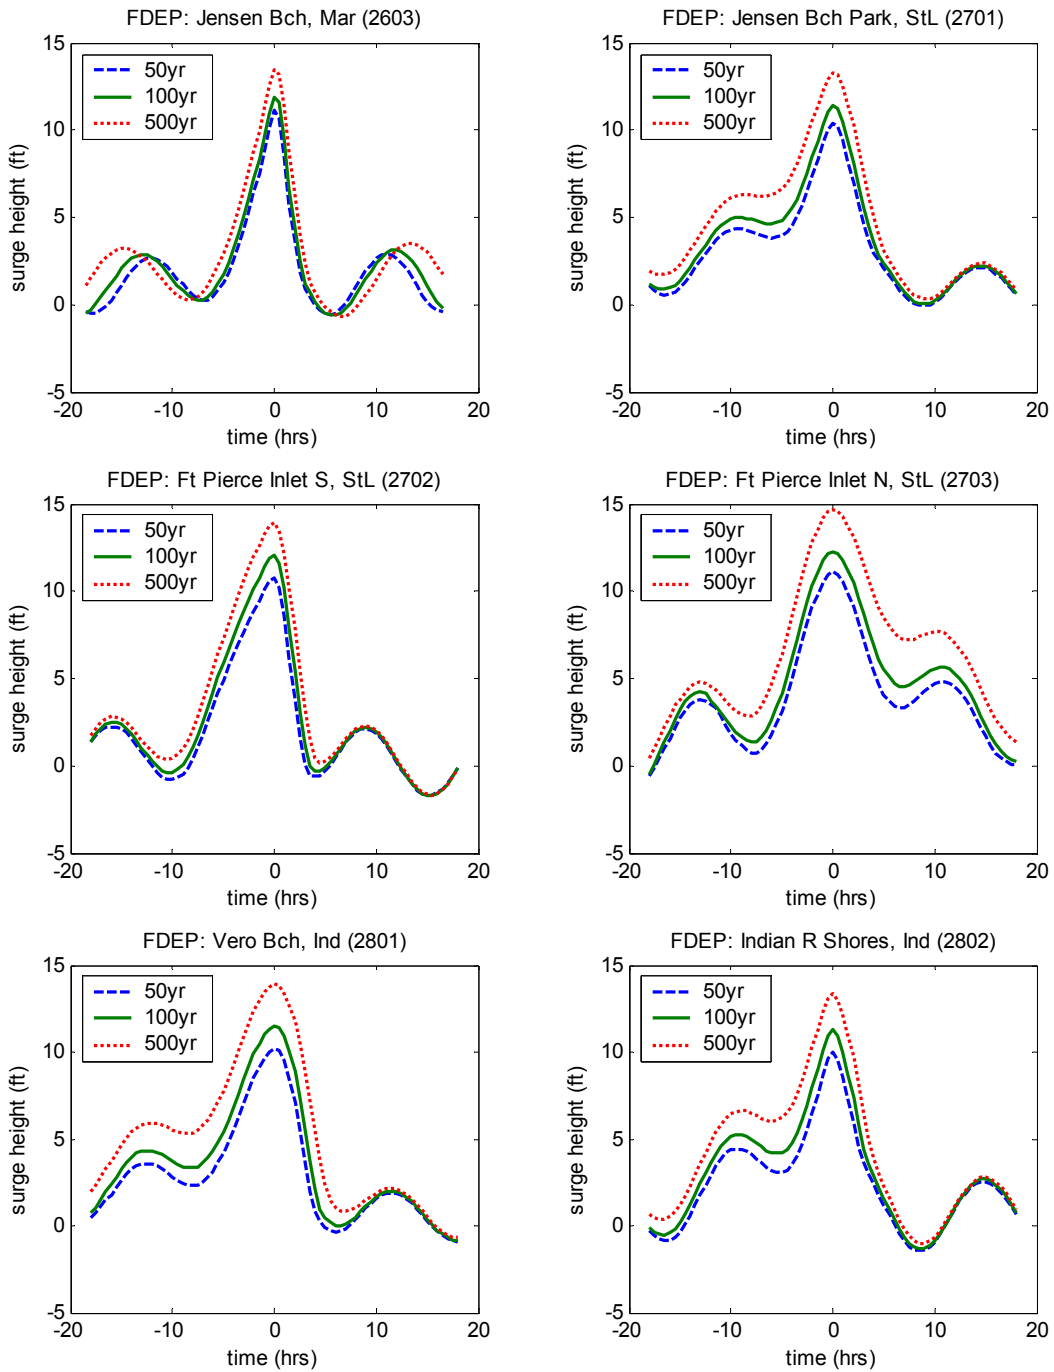 FDEP: Jensen Bch, Mar (2603)
15
10
5
0
-5
surge height (ft)
50yr
100yr
500yr
-20 -10 0 10 20
time (hrs)
FDEP: Jensen Bch Park, StL (2701)
15
10
5
0
-5
surge height (ft)
50yr
100yr
500yr
-20 -10 0 10 20
time (hrs)
FDEP: Ft Pierce Inlet S, StL (2702)
15
10
5
0
-5
surge height (ft)
50yr
100yr
500yr
-20 -10 0 10 20
time (hrs)
FDEP: Ft Pierce Inlet N, StL (2703)
15
10
5
0
-5
surge height (ft)
50yr
100yr
500yr
-20 -10 0 10 20
time (hrs)
FDEP: Vero Bch, Ind (2801)
15
10
5
0
-5
surge height (ft)
50yr
100yr
500yr
-20 -10 0 10 20
time (hrs)
FDEP: Indian R Shores, Ind (2802)
15
10
5
0
-5
surge height (ft)
50yr
100yr
500yr
-20 -10 0 10 20
time (hrs)